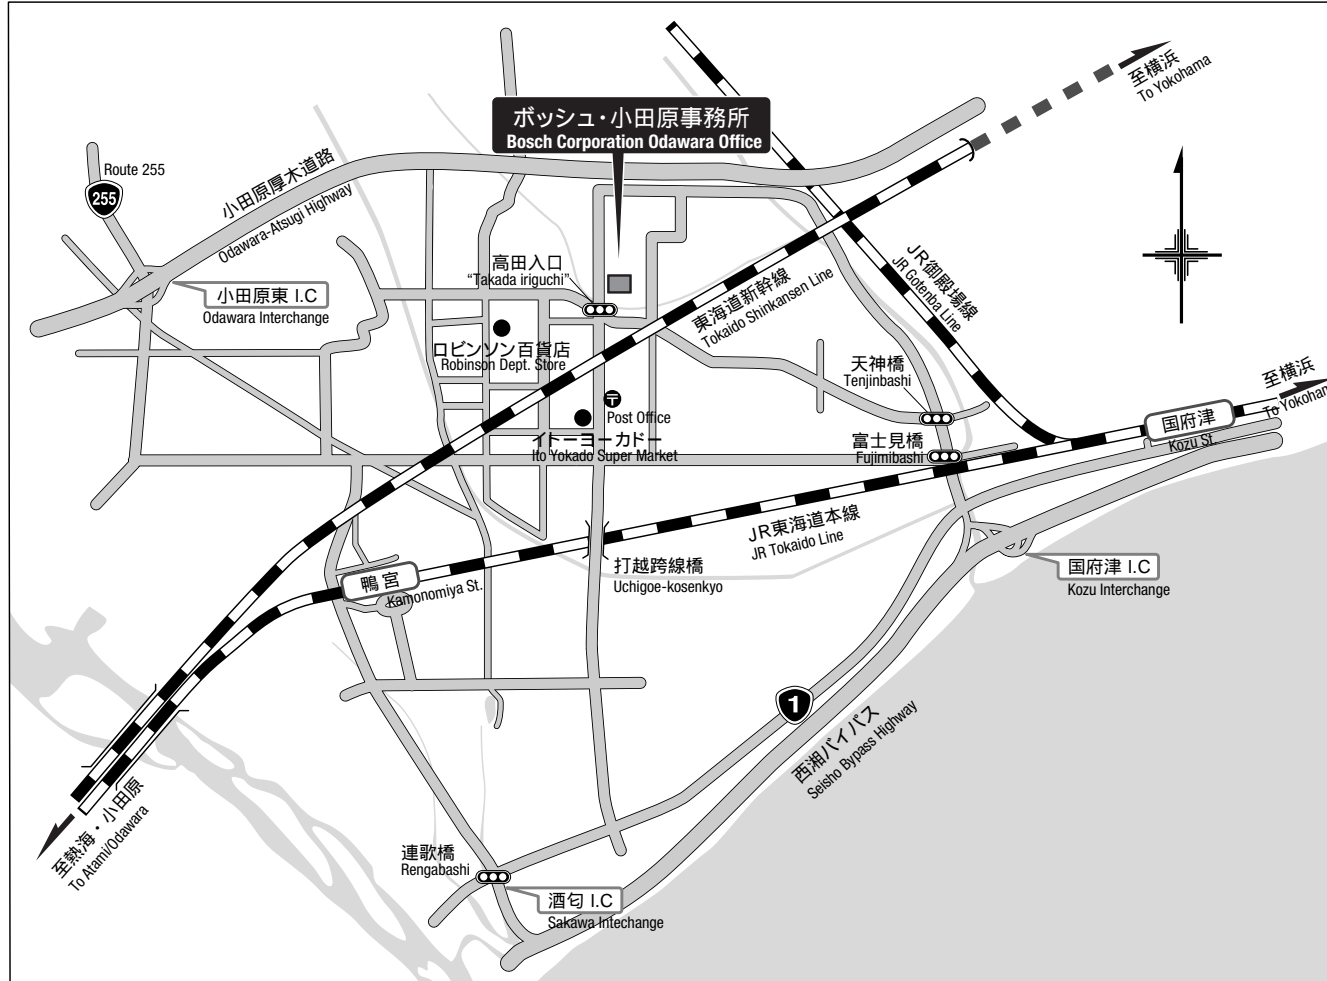 至横浜
To Yokohama
ボッシュ・小田原事務所
Bosch Corporation Odawara Office
Route 255
255
小田原厚木道路
Odawara-Atsugi Highway
高田入口
“Takada iriguchi”
小田原東 I.C
Odawara Interchange
JR御殿場線
JR Gotenba Line
東海道新幹線
Tokaido Shinkansen Line
ロビンソン百貨店
Robinson Dept. Store
天神橋
Tenjinbashi
至横浜
To Yokoham
Post Office
国府津
Kozu St.
イトーヨーカドー
Ito Yokado Super Market
富士見橋
Fujimibashi
JR東海道本線
JR Tokaido Line
打越跨線橋
Uchigoe-kosenkyo
国府津 I.C
Kozu Interchange
鴨宮
Kamonomiya St.
1
西湘バイパス
Seisho Bypass Highway
至熱海・小田原
To Atami/Odawara
連歌橋
Rengabashi
酒匂 I.C
Sakawa Intechange